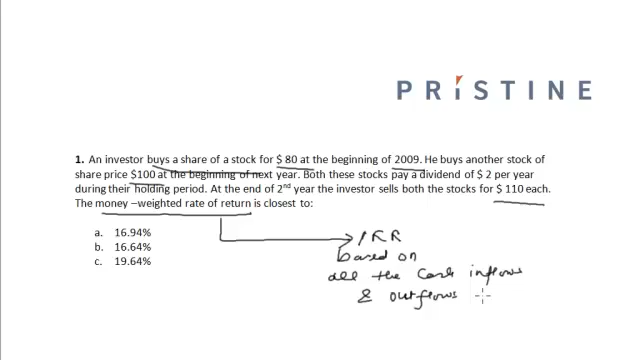 PRISTINE
1. An investor buys a share of a stock for $ 80 at the beginning of 2009. He buys another stock of
share price $100 at the beginning of next year. Both these stocks pay a dividend of $ 2 per year
during their holding period. At the end of 2nd year the investor sells both the stocks for $ 110 each.
The money –weighted rate of return is closest to:
a. 16.94%
b. 16.64%
c. 19.64%
IRR
based on
all the cash inflows
& outflows